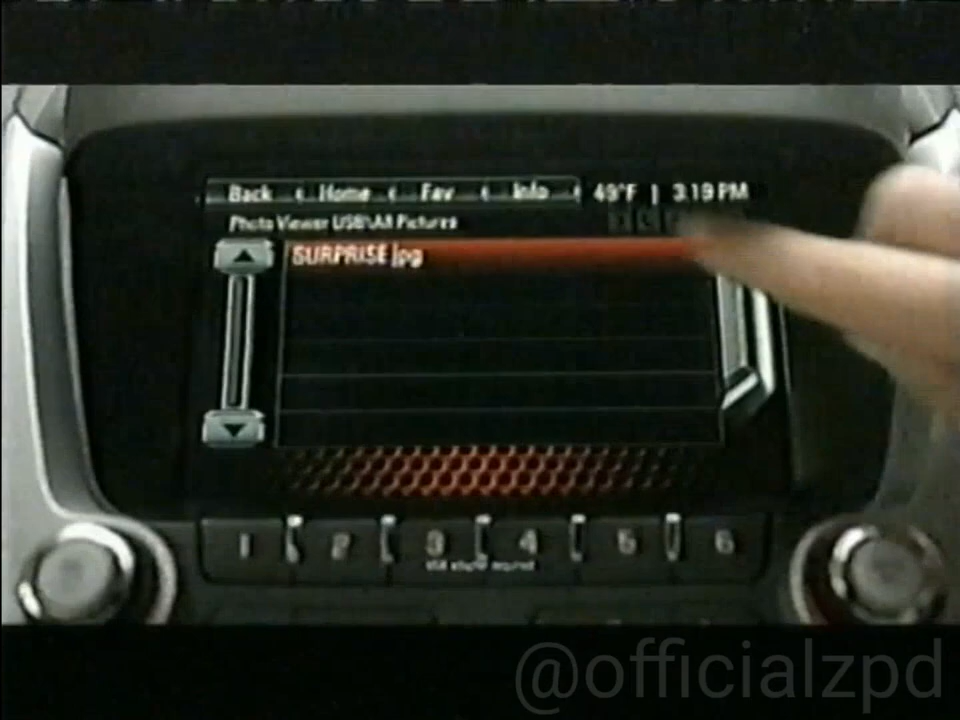 Back Home Fav Info 49°F | 3:19 PM
Photo Viewer USB\All Pictures
SURPRISE.jpg
1 2 3 4 5 6
@officialzpd